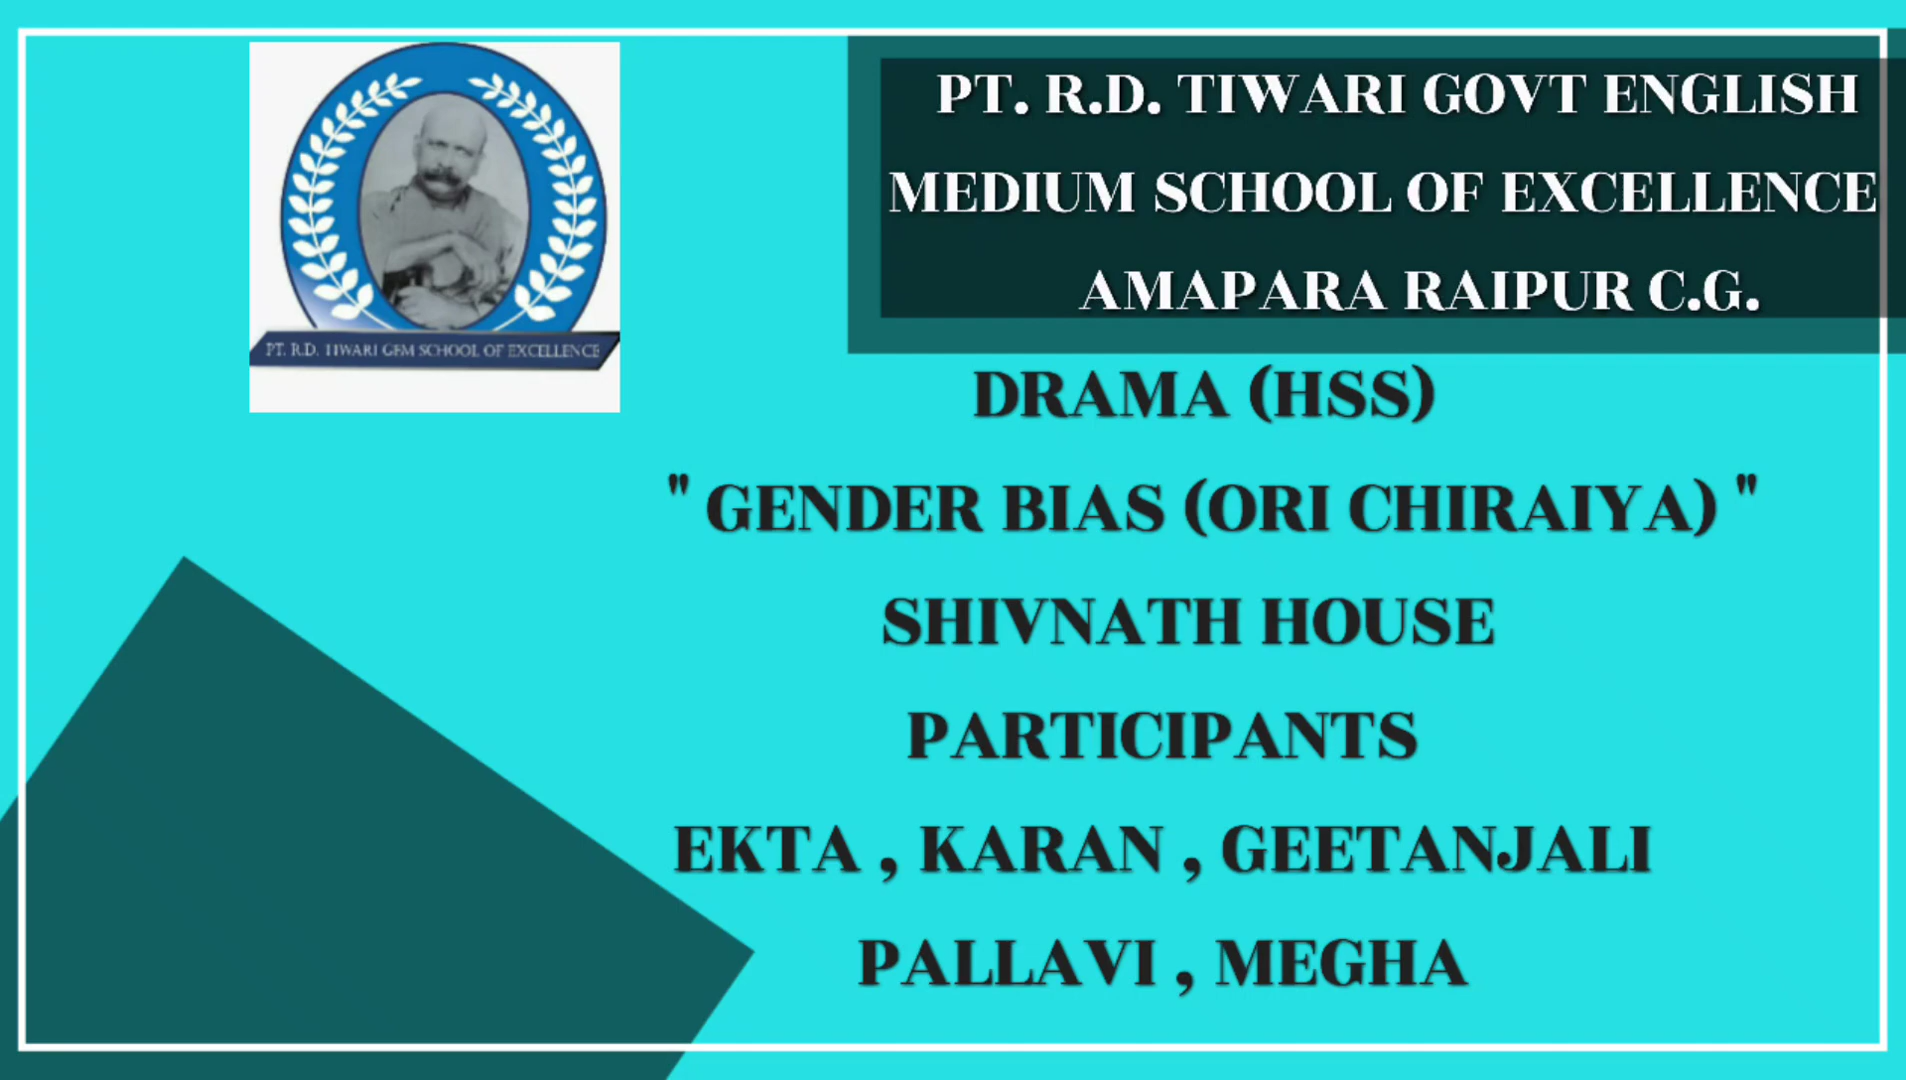 PT. R.D. TIWARI GEM SCHOOL OF EXCELLENCE
PT. R.D. TIWARI GOVT ENGLISH
MEDIUM SCHOOL OF EXCELLENCE
AMAPARA RAIPUR C.G.
DRAMA (HSS)
" GENDER BIAS (ORI CHIRAIYA) "
SHIVNATH HOUSE
PARTICIPANTS
EKTA , KARAN , GEETANJALI
PALLAVI , MEGHA